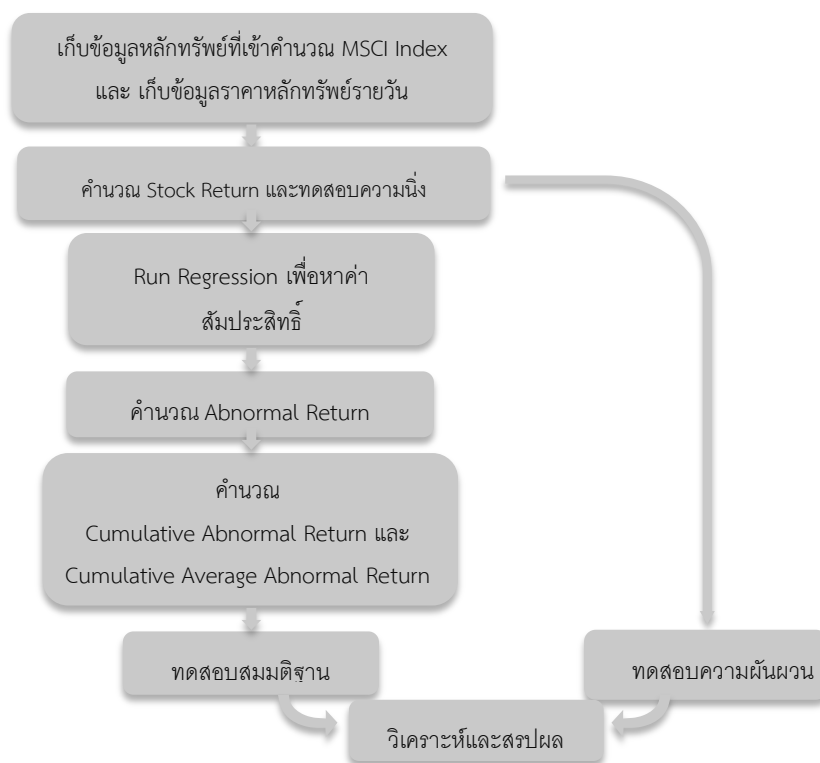 เก็บข้อมูลหลักทรัพย์ที่เข้าคำนวณ MSCI Index
และ เก็บข้อมูลราคาหลักทรัพย์รายวัน
คำนวณ Stock Return และทดสอบความนิ่ง
Run Regression เพื่อหาค่า
สัมประสิทธิ์
คำนวณ Abnormal Return
คำนวณ
Cumulative Abnormal Return และ
Cumulative Average Abnormal Return
ทดสอบสมมติฐาน
ทดสอบความผันผวน
วิเคราะห์และสรุปผล